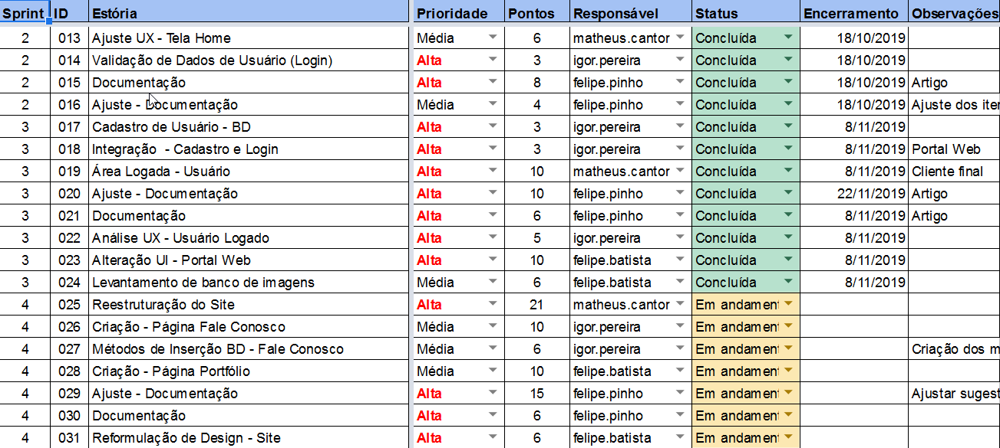 Sprint ID Estória Prioridade Pontos Responsável Status Encerramento Observações
2 013 Ajuste UX - Tela Home Média 6 matheus.cantor Concluída 18/10/2019
2 014 Validação de Dados de Usuário (Login) Alta 3 igor.pereira Concluída 18/10/2019
2 015 Documentação Alta 8 felipe.pinho Concluída 18/10/2019 Artigo
2 016 Ajuste - Documentação Média 4 felipe.pinho Concluída 18/10/2019 Ajuste dos iter
3 017 Cadastro de Usuário - BD Alta 3 igor.pereira Concluída 8/11/2019
3 018 Integração  - Cadastro e Login Alta 3 igor.pereira Concluída 8/11/2019 Portal Web
3 019 Área Logada - Usuário Alta 10 matheus.cantor Concluída 8/11/2019 Cliente final
3 020 Ajuste - Documentação Alta 10 felipe.pinho Concluída 22/11/2019 Artigo
3 021 Documentação Alta 6 felipe.pinho Concluída 8/11/2019 Artigo
3 022 Análise UX - Usuário Logado Alta 5 igor.pereira Concluída 8/11/2019
3 023 Alteração UI - Portal Web Alta 10 felipe.batista Concluída 8/11/2019
3 024 Levantamento de banco de imagens Média 6 felipe.batista Concluída 8/11/2019
4 025 Reestruturação do Site Alta 21 matheus.cantor Em andament
4 026 Criação - Página Fale Conosco Média 10 igor.pereira Em andament
4 027 Métodos de Inserção BD - Fale Conosco Média 6 igor.pereira Em andament Criação dos m
4 028 Criação - Página Portfólio Média 10 felipe.batista Em andament
4 029 Ajuste - Documentação Alta 15 felipe.pinho Em andament Ajustar sugest
4 030 Documentação Alta 6 felipe.pinho Em andament
4 031 Reformulação de Design - Site Alta 6 felipe.batista Em andament